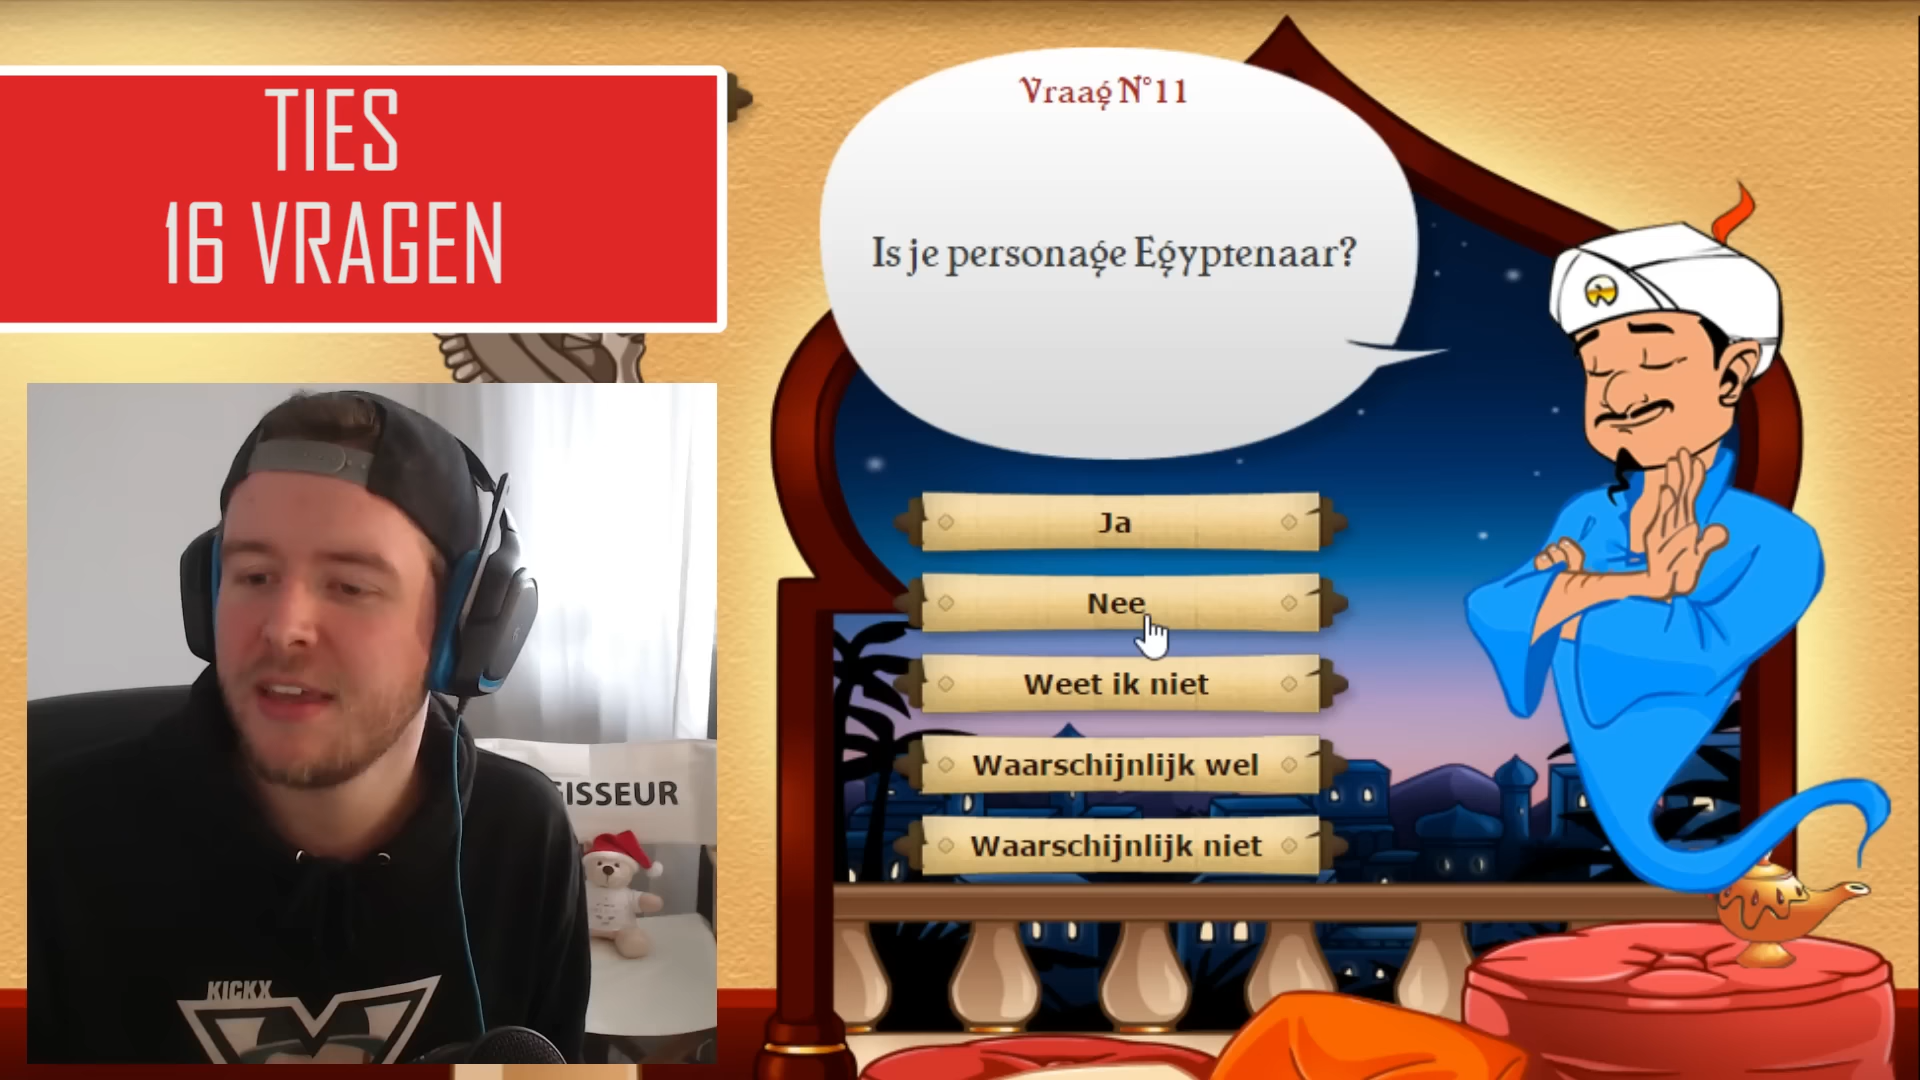 TIES
16 VRAGEN
Vraag N°11
Is je personage Egyptenaar?
Ja
Nee
Weet ik niet
Waarschijnlijk wel
Waarschijnlijk niet
GISSEUR
KICKX